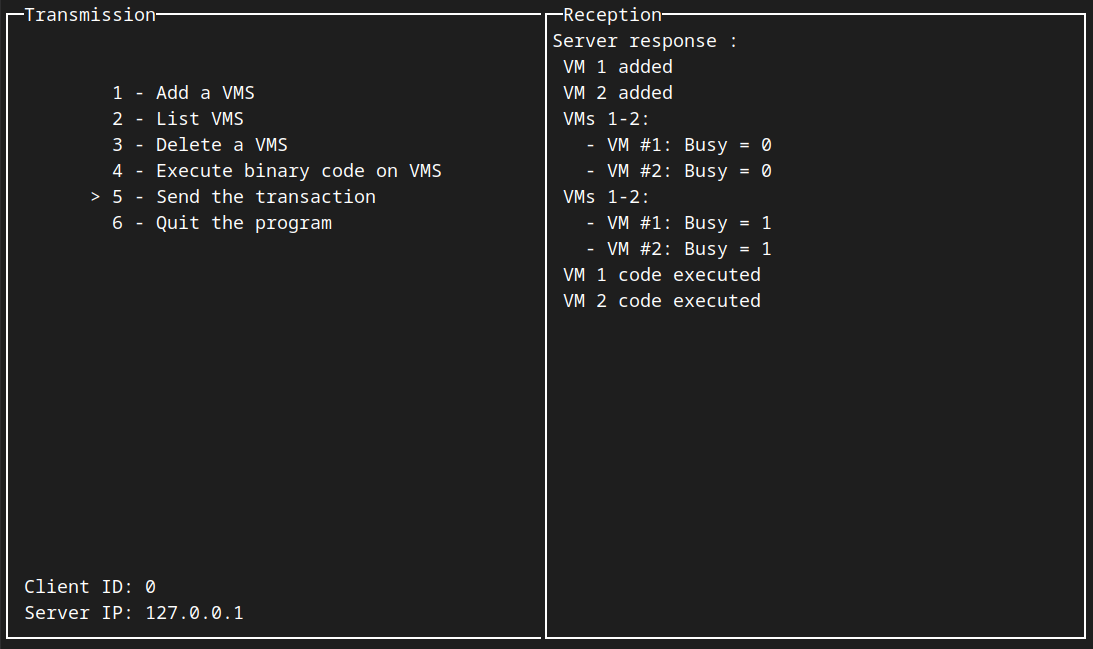 Transmission
1 - Add a VMS
2 - List VMS
3 - Delete a VMS
4 - Execute binary code on VMS
> 5 - Send the transaction
6 - Quit the program
Client ID: 0
Server IP: 127.0.0.1
Reception
Server response :
VM 1 added
VM 2 added
VMs 1-2:
- VM #1: Busy = 0
- VM #2: Busy = 0
VMs 1-2:
- VM #1: Busy = 1
- VM #2: Busy = 1
VM 1 code executed
VM 2 code executed